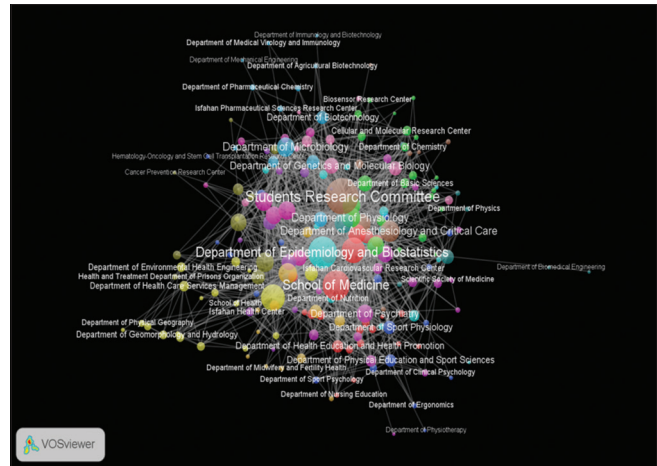 Department of Immunology and Biotechnology
Department of Medical Virology and Immunology
Department of Mechanical Engineering
Department of Agricultural Biotechnology
Department of Pharmaceutical Chemistry
Biosensor Research Center
Isfahan Pharmaceutical Sciences Research Center
Department of Biotechnology
Cellular and Molecular Research Center
Department of Microbiology
Department of Chemistry
Hematology-Oncology and Stem Cell Transplantation Research Center
Department of Genetics and Molecular Biology
Cancer Prevention Research Center
Department of Basic Sciences
Students Research Committee
Department of Physics
Department of Physiology
Department of Anesthesiology and Critical Care
Department of Epidemiology and Biostatistics
Department of Environmental Health Engineering
Isfahan Cardiovascular Research Center
Department of Biomedical Engineering
Health and Treatment Department of Prisons Organization
Scientific Society of Medicine
Department of Health Care Services Management
School of Medicine
School of Health
Department of Nutrition
Isfahan Health Center
Department of Psychiatry
Department of Physical Geography
Department of Sport Physiology
Department of Geomorphology and Hydrology
Department of Health Education and Health Promotion
Department of Physical Education and Sport Sciences
Department of Midwifery and Fertility Health
Department of Clinical Psychology
Department of Sport Psychology
Department of Nursing Education
Department of Ergonomics
Department of Physiotherapy
VOSviewer